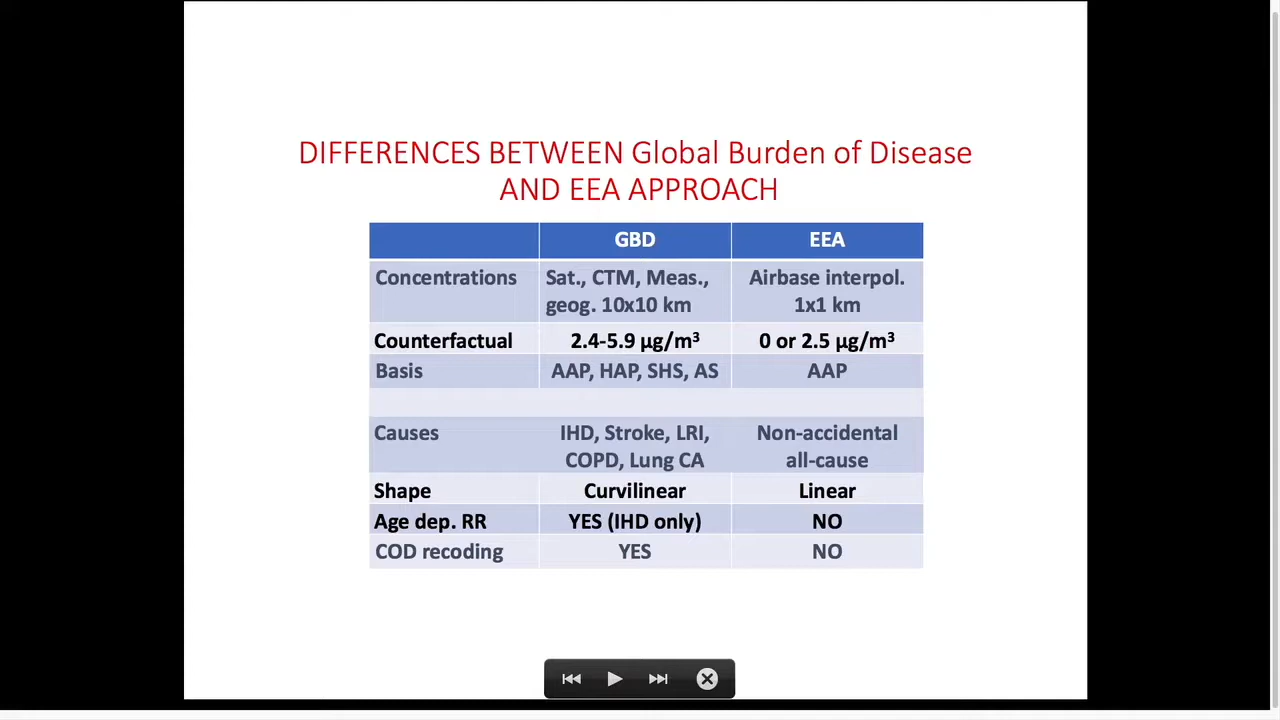 DIFFERENCES BETWEEN Global Burden of Disease
AND EEA APPROACH
GBD EEA
Concentrations Sat., CTM, Meas., geog. 10x10 km Airbase interpol. 1x1 km
Counterfactual 2.4-5.9 µg/m³ 0 or 2.5 µg/m³
Basis AAP, HAP, SHS, AS AAP
Causes IHD, Stroke, LRI, COPD, Lung CA Non-accidental all-cause
Shape Curvilinear Linear
Age dep. RR YES (IHD only) NO
COD recoding YES NO